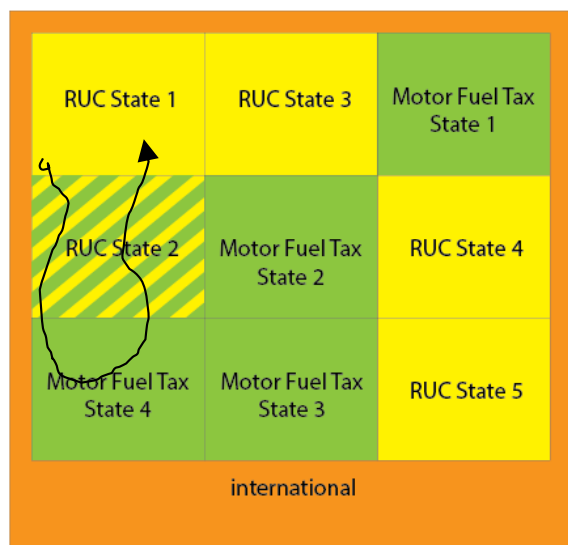 RUC State 1
RUC State 3
Motor Fuel Tax
State 1
RUC State 2
Motor Fuel Tax
State 2
RUC State 4
Motor Fuel Tax
State 4
Motor Fuel Tax
State 3
RUC State 5
international